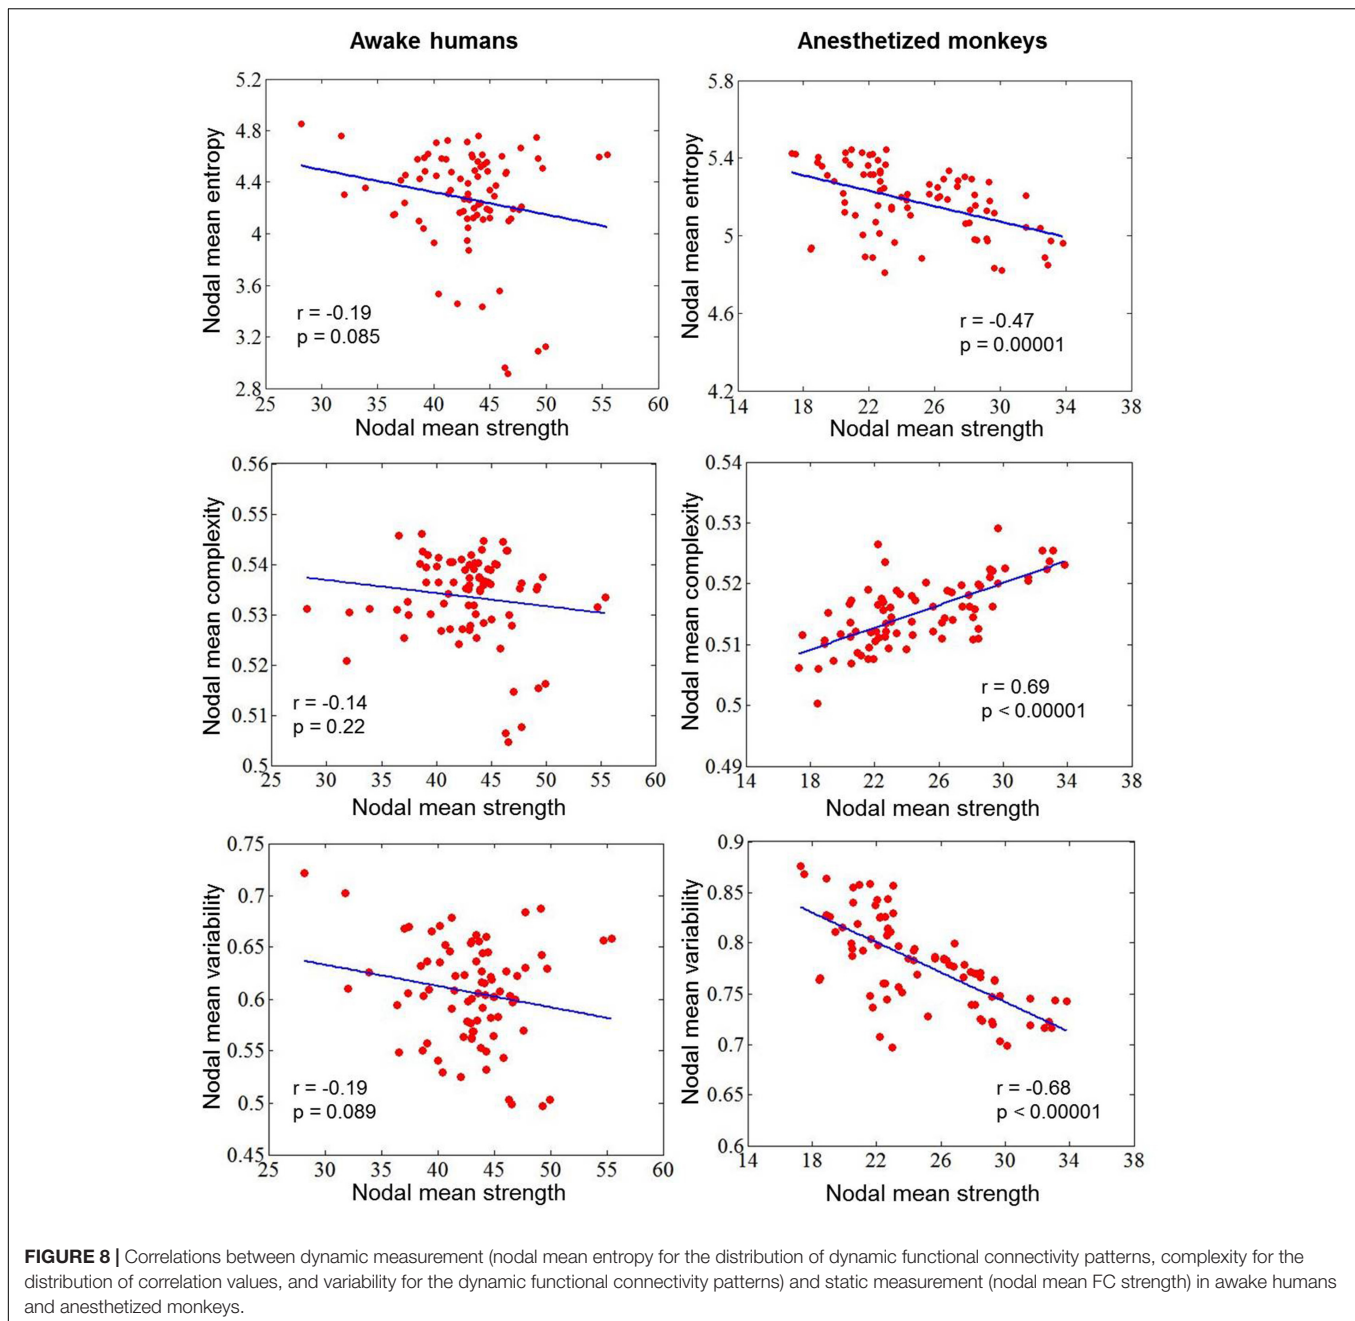 Awake humans
Anesthetized monkeys
5.2
4.8
4.4
4
3.6
3.2
2.8
Nodal mean entropy
r = -0.19
p = 0.085
25 30 35 40 45 50 55 60
Nodal mean strength
5.8
5.4
5
4.6
4.2
Nodal mean entropy
r = -0.47
p = 0.00001
14 18 22 26 30 34 38
Nodal mean strength
0.56
0.55
0.54
0.53
0.52
0.51
0.5
Nodal mean complexity
r = -0.14
p = 0.22
25 30 35 40 45 50 55 60
Nodal mean strength
0.54
0.53
0.52
0.51
0.5
0.49
Nodal mean complexity
r = 0.69
p < 0.00001
14 18 22 26 30 34 38
Nodal mean strength
0.75
0.7
0.65
0.6
0.55
0.5
0.45
Nodal mean variability
r = -0.19
p = 0.089
25 30 35 40 45 50 55 60
Nodal mean strength
0.9
0.85
0.8
0.75
0.7
0.65
0.6
Nodal mean variability
r = -0.68
p < 0.00001
14 18 22 26 30 34 38
Nodal mean strength
FIGURE 8 | Correlations between dynamic measurement (nodal mean entropy for the distribution of dynamic functional connectivity patterns, complexity for the
distribution of correlation values, and variability for the dynamic functional connectivity patterns) and static measurement (nodal mean FC strength) in awake humans
and anesthetized monkeys.